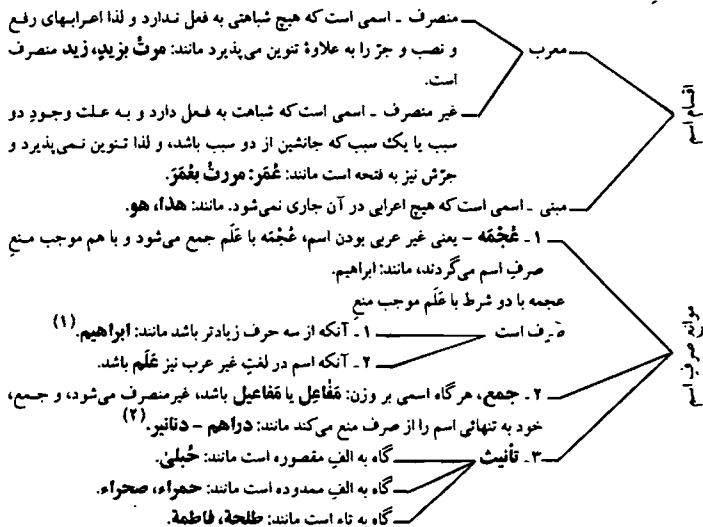 اقسام اسم
معرب
منصرف - اسمی است که هیچ شباهتی به فعل ندارد و لذا اعرابهای رفع
و نصب و جرّ را به علاوهٔ تنوین می‌پذیرد مانند: مررتُ بزیدٍ، زید منصرف
است.
غیر منصرف - اسمی است که شباهت به فعل دارد و به علت وجودِ دو
سبب یا یک سبب که جانشین از دو سبب باشد، و لذا تنوین نمی‌پذیرد و
جرّش نیز به فتحه است مانند: عُمَر: مررتُ بعُمَرَ.
مبنی - اسمی است که هیچ اعرابی در آن جاری نمی‌شود. مانند: هذا، هو.
موانع صرف اسم
۱- عُجْمَه - یعنی غیر عربی بودن اسم، عُجْمَه با عَلَم جمع می‌شود و با هم موجب منعِ
صرفِ اسم می‌گردند، مانند: ابراهیم.
عجمه با دو شرط با عَلَم موجب منعِ
صرف است
۱- آنکه از سه حرف زیادتر باشد مانند: ابراهیم.(۱)
۲- آنکه اسم در لغتِ غیر عرب نیز عَلَم باشد.
۲- جمع، هرگاه اسمی بر وزن: مَفْاعِل یا مَفاعیل باشد، غیرمنصرف می‌شود، و جمع،
خود به تنهائی اسم را از صرف منع می‌کند مانند: دراهم - دنانیر.(۲)
۳- تأنیث
گاه به الفِ مقصوره است مانند: حُبلیٰ.
گاه به الفِ ممدوده است مانند: حمراء، صحراء.
گاه به تاء است مانند: طلحة، فاطمة.